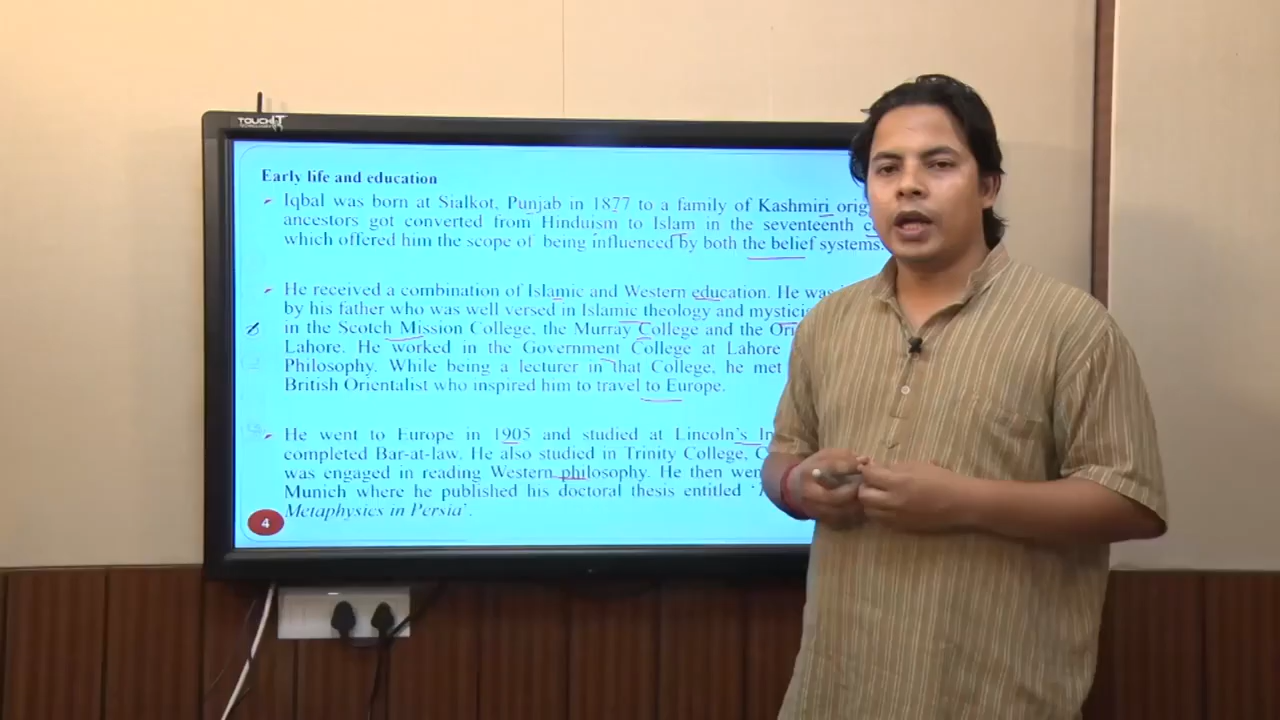 TOUCHIT
TECHNOLOGIES
Early life and education
Iqbal was born at Sialkot, Punjab in 1877 to a family of Kashmiri orig
ancestors got converted from Hinduism to Islam in the seventeenth c
which offered him the scope of being influenced by both the belief systems.
He received a combination of Islamic and Western education. He was
by his father who was well versed in Islamic theology and mystici
in the Scotch Mission College, the Murray College and the Ori
Lahore. He worked in the Government College at Lahore
Philosophy. While being a lecturer in that College, he met
British Orientalist who inspired him to travel to Europe.
He went to Europe in 1905 and studied at Lincoln's In
completed Bar-at-law. He also studied in Trinity College, C
was engaged in reading Western philosophy. He then wen
Munich where he published his doctoral thesis entitled '
Metaphysics in Persia'.
4